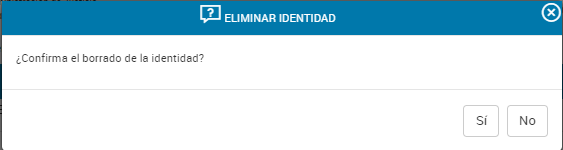 ELIMINAR IDENTIDAD
¿Confirma el borrado de la identidad?
Sí
No